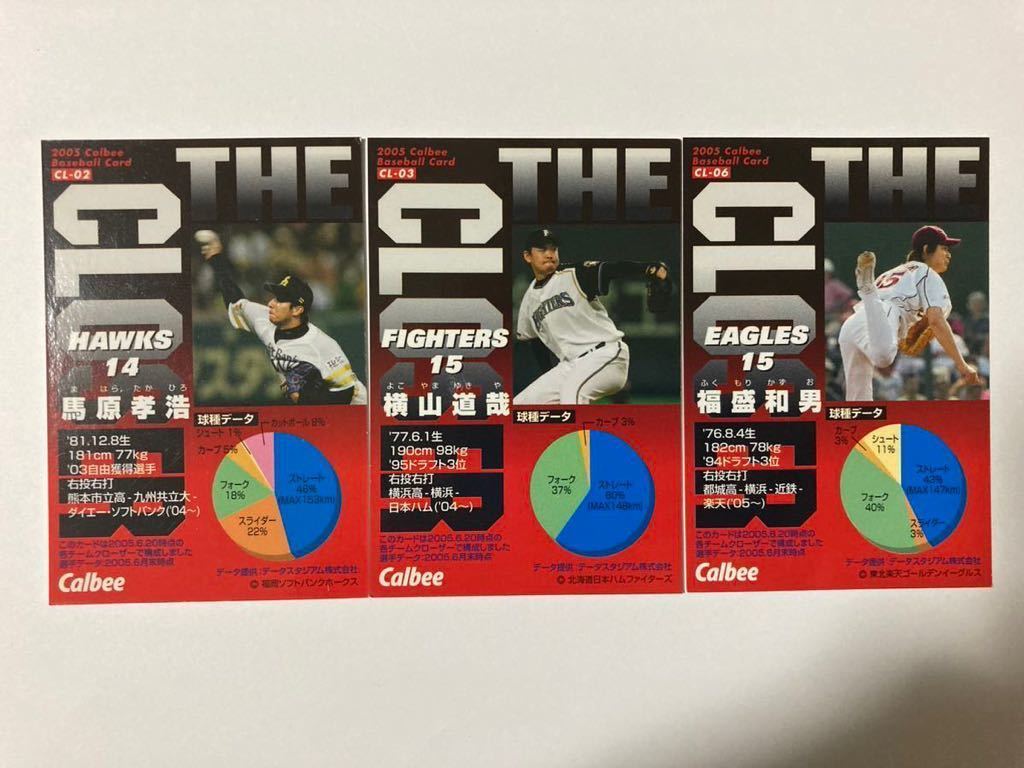 2005 Calbee
Baseball Card
CL-02
THE
CLOSER
HAWKS
14
ま はら たか ひろ
馬原孝浩
'81.12.8生
181cm 77kg
'03自由獲得選手
右投右打
熊本市立高-九州共立大-
ダイエー-ソフトバンク('04~)
球種データ
シュート 1%
カットボール 8%
カーブ 5%
ストレート
46%
(MAX153km)
フォーク
18%
スライダー
22%
このカードは2005.6.20時点の
各チームクローザーで構成しました
選手データ:2005.6月末時点
Calbee
データ提供:データスタジアム株式会社
© 福岡ソフトバンクホークス
2005 Calbee
Baseball Card
CL-03
THE
CLOSER
FIGHTERS
15
よこ やま みち や
横山道哉
'77.6.1生
190cm 98kg
'95ドラフト3位
右投右打
横浜高-横浜-
日本ハム('04~)
球種データ
カーブ 3%
フォーク
37%
ストレート
60%
(MAX148km)
このカードは2005.6.20時点の
各チームクローザーで構成しました
選手データ:2005.6月末時点
Calbee
データ提供:データスタジアム株式会社
© 北海道日本ハムファイターズ
2005 Calbee
Baseball Card
CL-06
THE
CLOSER
EAGLES
15
ふく もり かず お
福盛和男
'76.8.4生
182cm 78kg
'94ドラフト3位
右投右打
都城高-横浜-近鉄-
楽天('05~)
球種データ
カーブ
3%
シュート
11%
ストレート
43%
(MAX147km)
フォーク
40%
スライダー
3%
このカードは2005.6.20時点の
各チームクローザーで構成しました
選手データ:2005.6月末時点
Calbee
データ提供:データスタジアム株式会社
© 東北楽天ゴールデンイーグルス